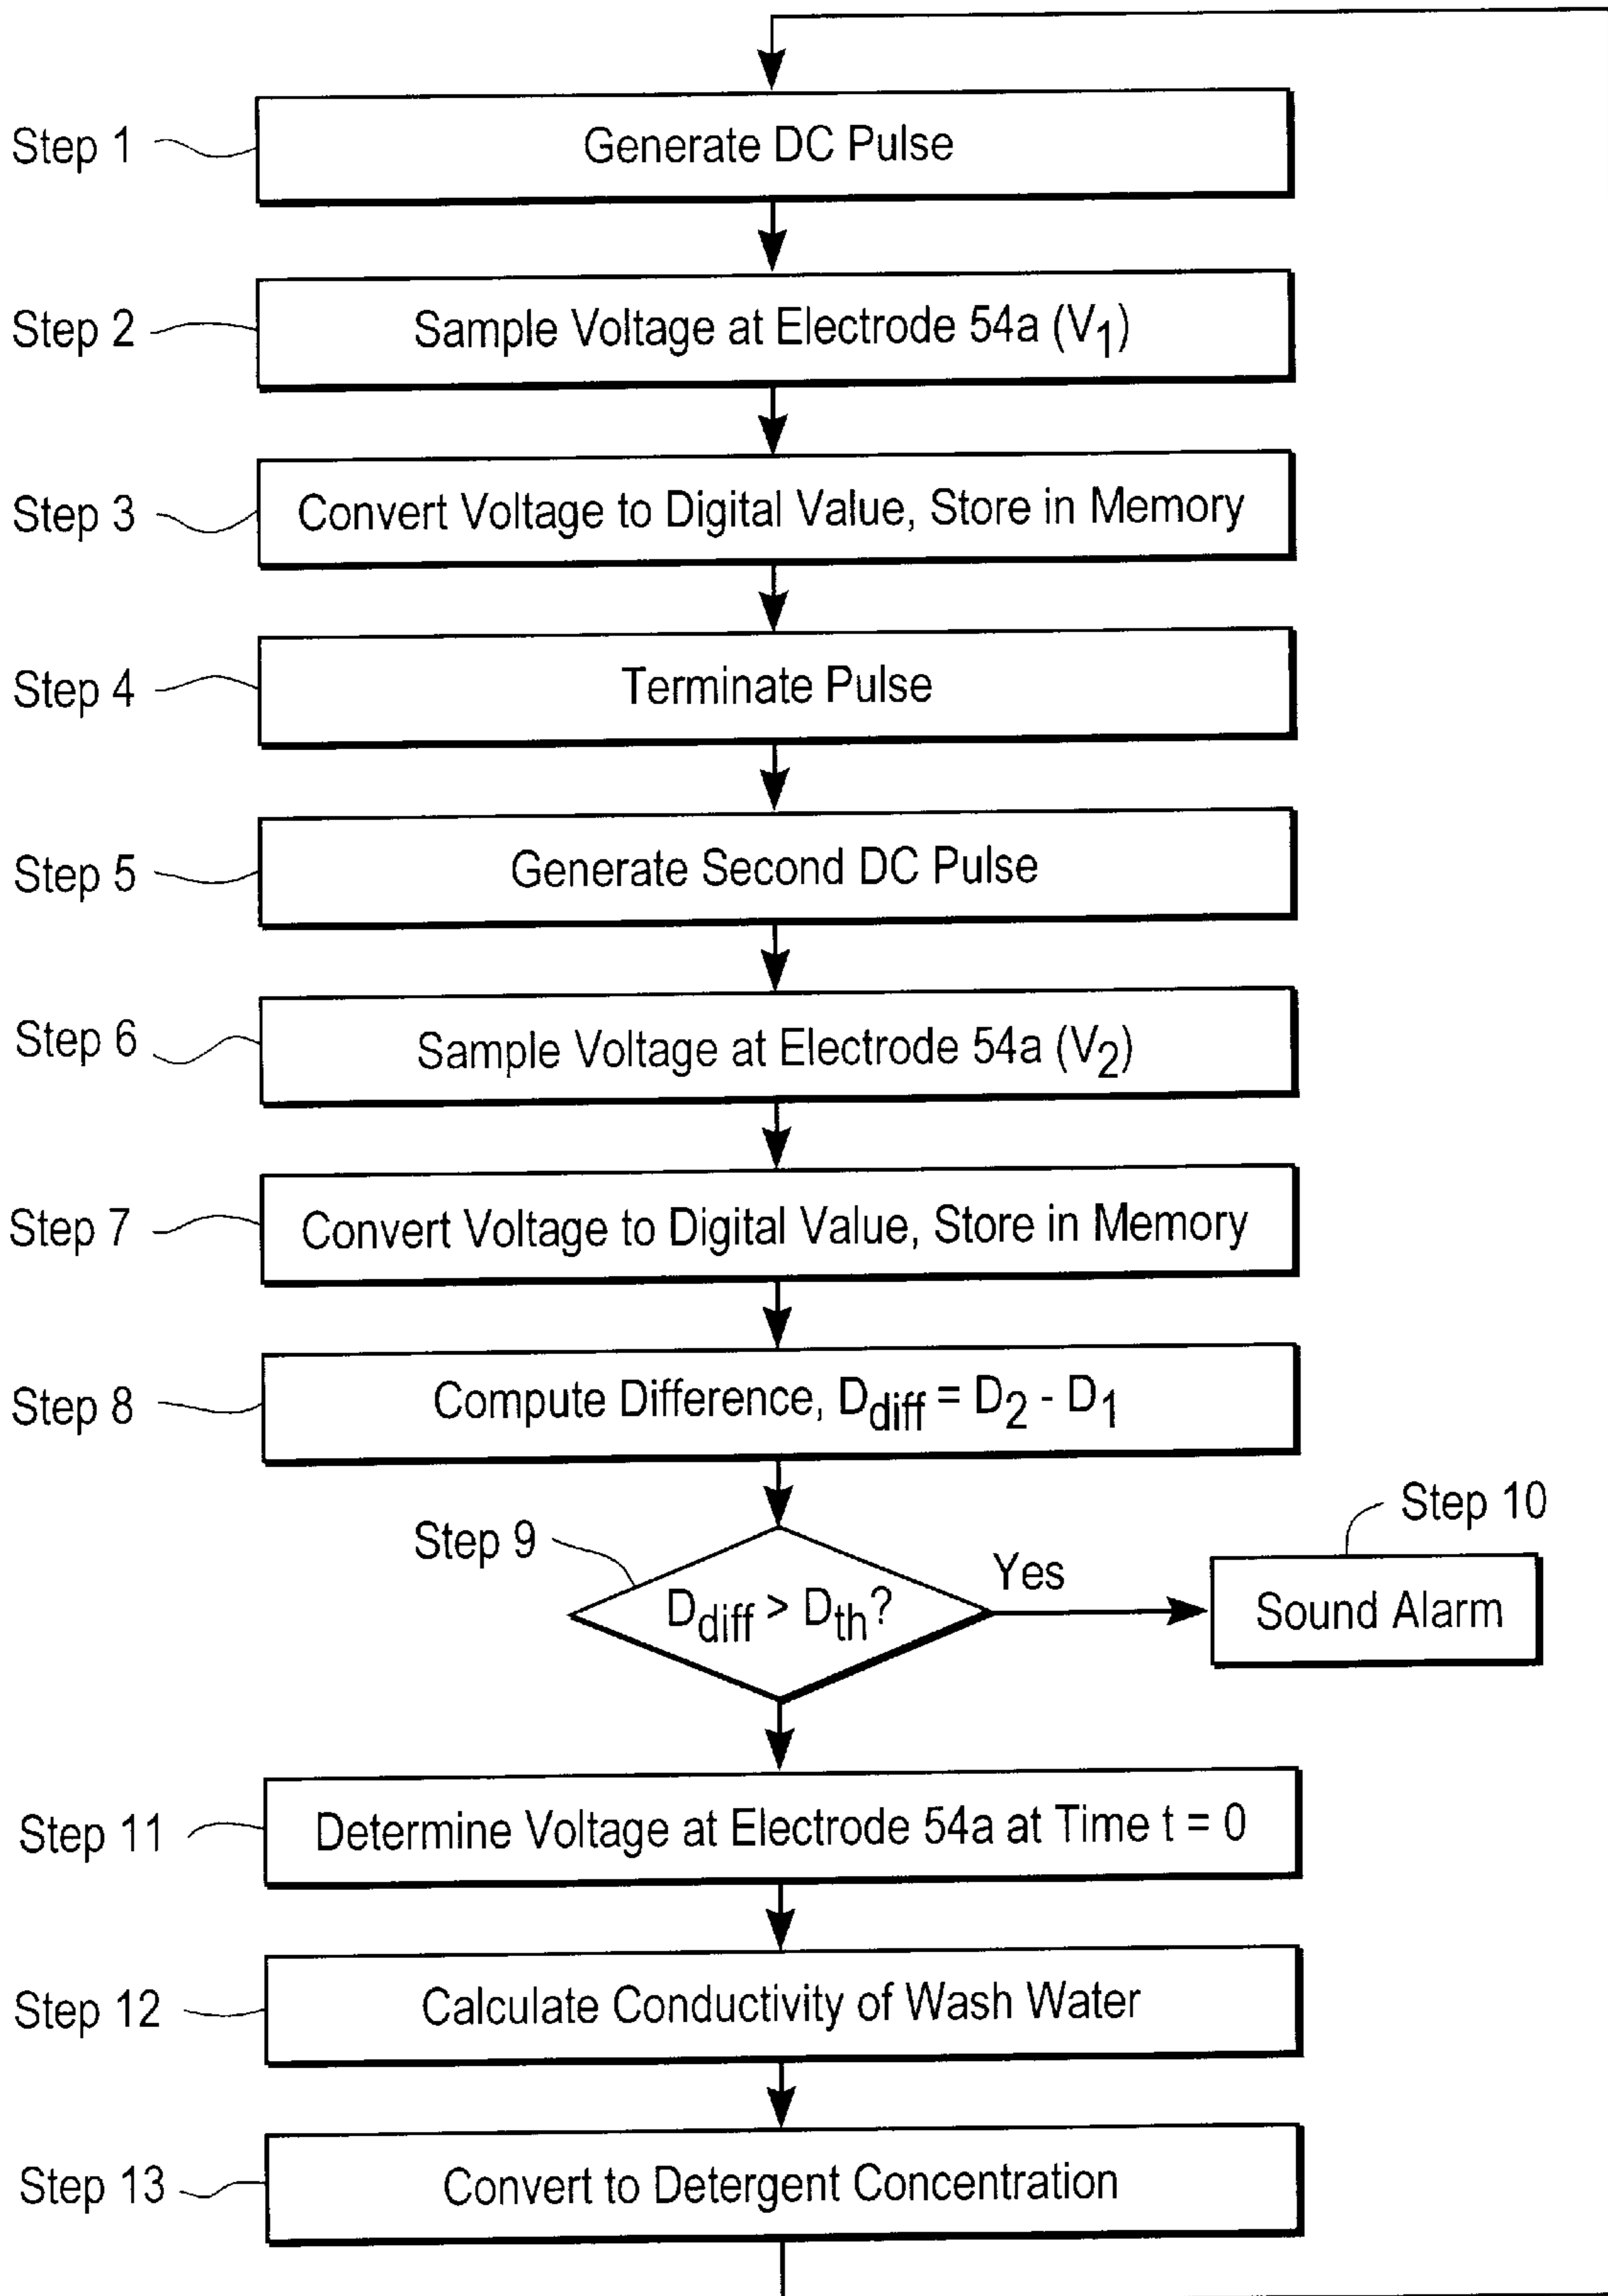 Step 1
Generate DC Pulse
Step 2
Sample Voltage at Electrode 54a (V1)
Step 3
Convert Voltage to Digital Value, Store in Memory
Step 4
Terminate Pulse
Step 5
Generate Second DC Pulse
Step 6
Sample Voltage at Electrode 54a (V2)
Step 7
Convert Voltage to Digital Value, Store in Memory
Step 8
Compute Difference, Ddiff = D2 - D1
Step 9
Ddiff > Dth?
Yes
Step 10
Sound Alarm
Step 11
Determine Voltage at Electrode 54a at Time t = 0
Step 12
Calculate Conductivity of Wash Water
Step 13
Convert to Detergent Concentration